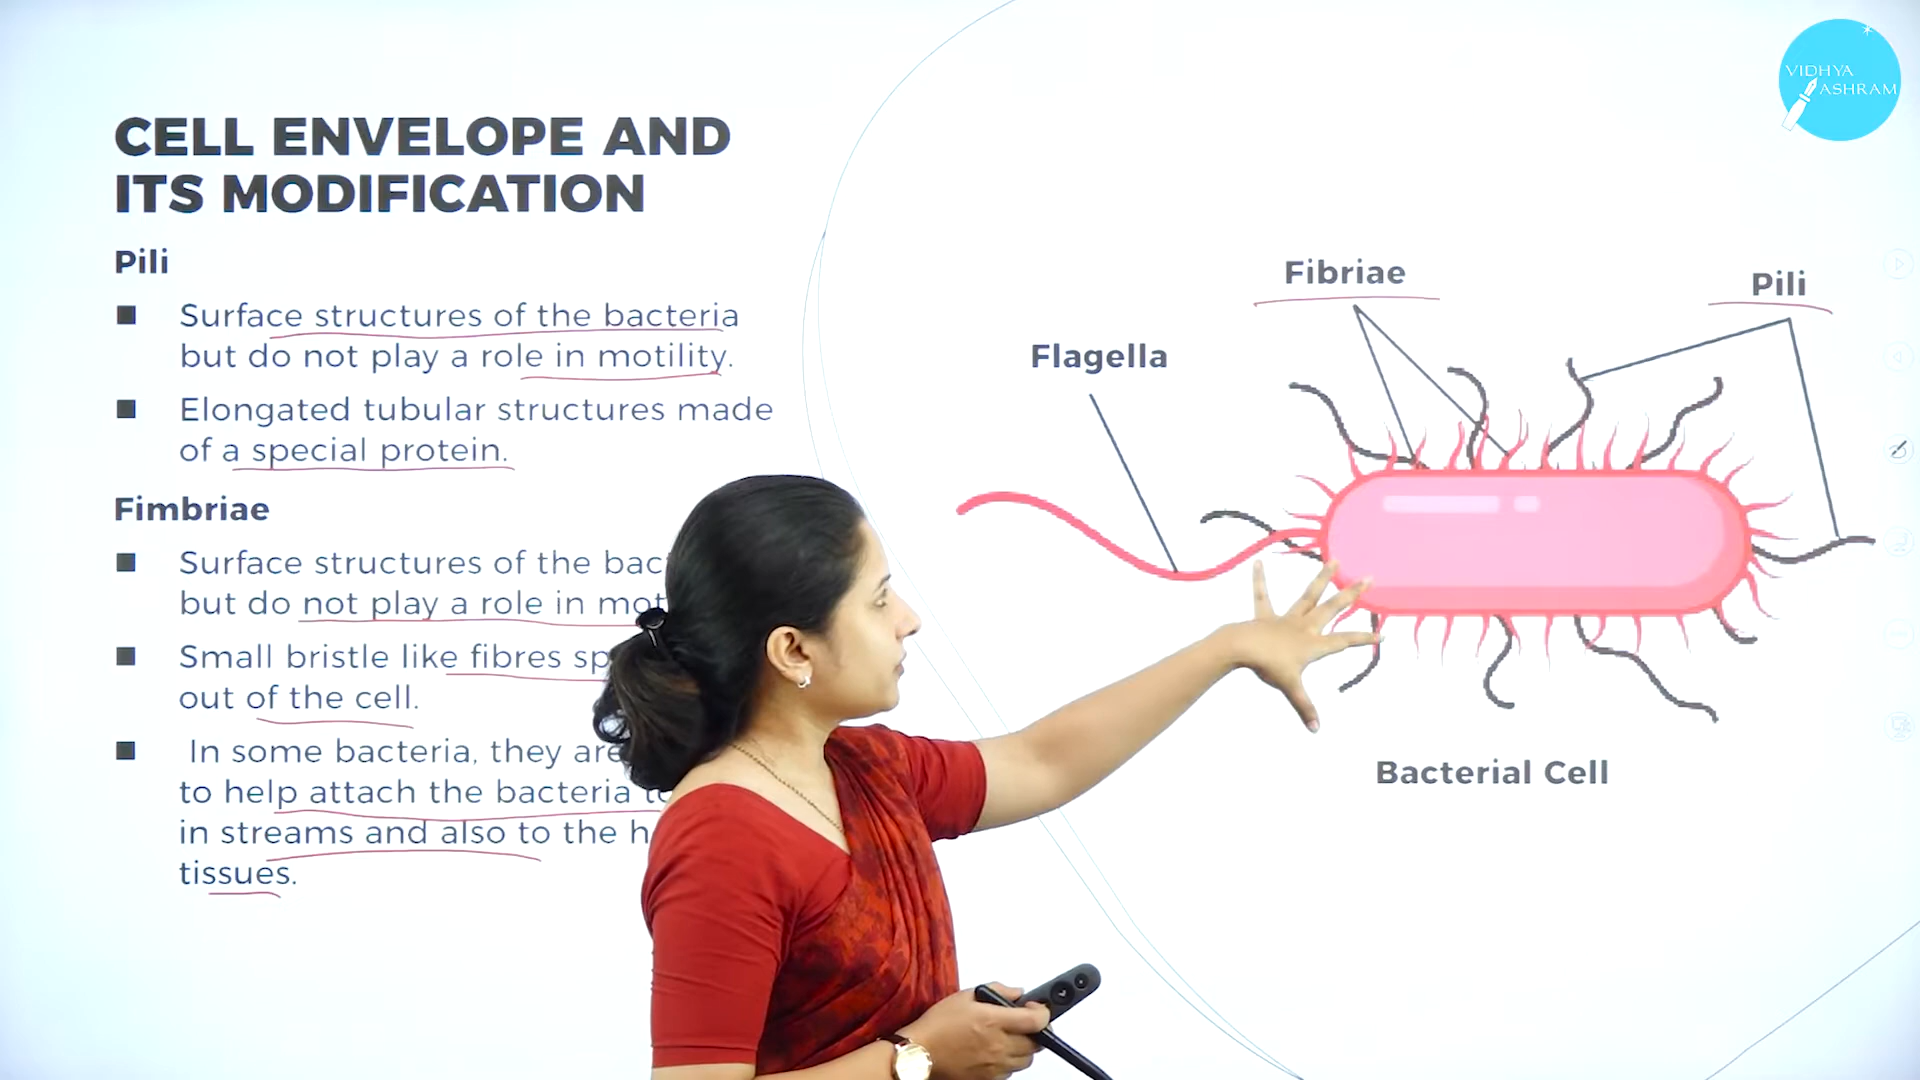 VIDHYA
ASHRAM
CELL ENVELOPE AND
ITS MODIFICATION
Pili
Surface structures of the bacteria
but do not play a role in motility.
Elongated tubular structures made
of a special protein.
Fimbriae
Surface structures of the bac
but do not play a role in mot
Small bristle like fibres sp
out of the cell.
In some bacteria, they are
to help attach the bacteria
in streams and also to the h
tissues.
Fibriae
Pili
Flagella
Bacterial Cell